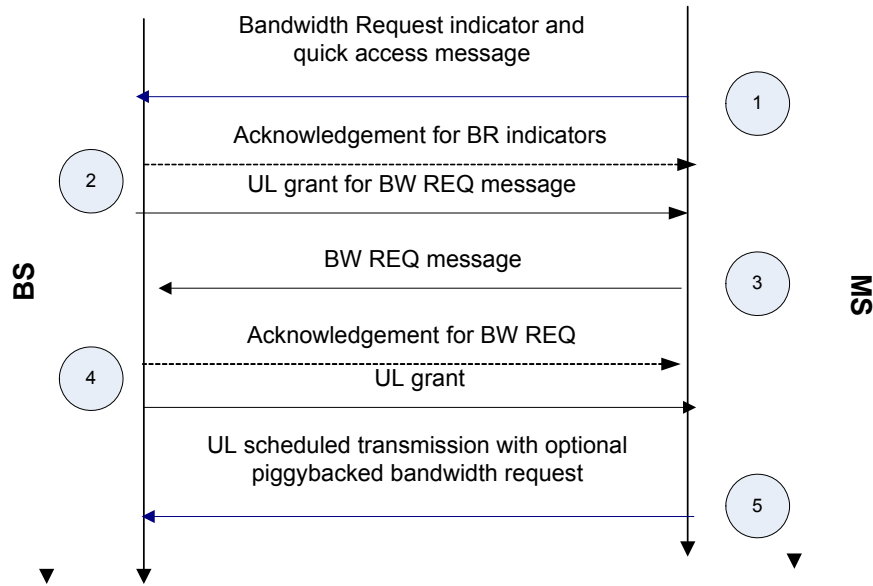 Bandwidth Request indicator and
quick access message
1
Acknowledgement for BR indicators
2
UL grant for BW REQ message
BW REQ message
3
BS
MS
Acknowledgement for BW REQ
4
UL grant
UL scheduled transmission with optional
piggybacked bandwidth request
5